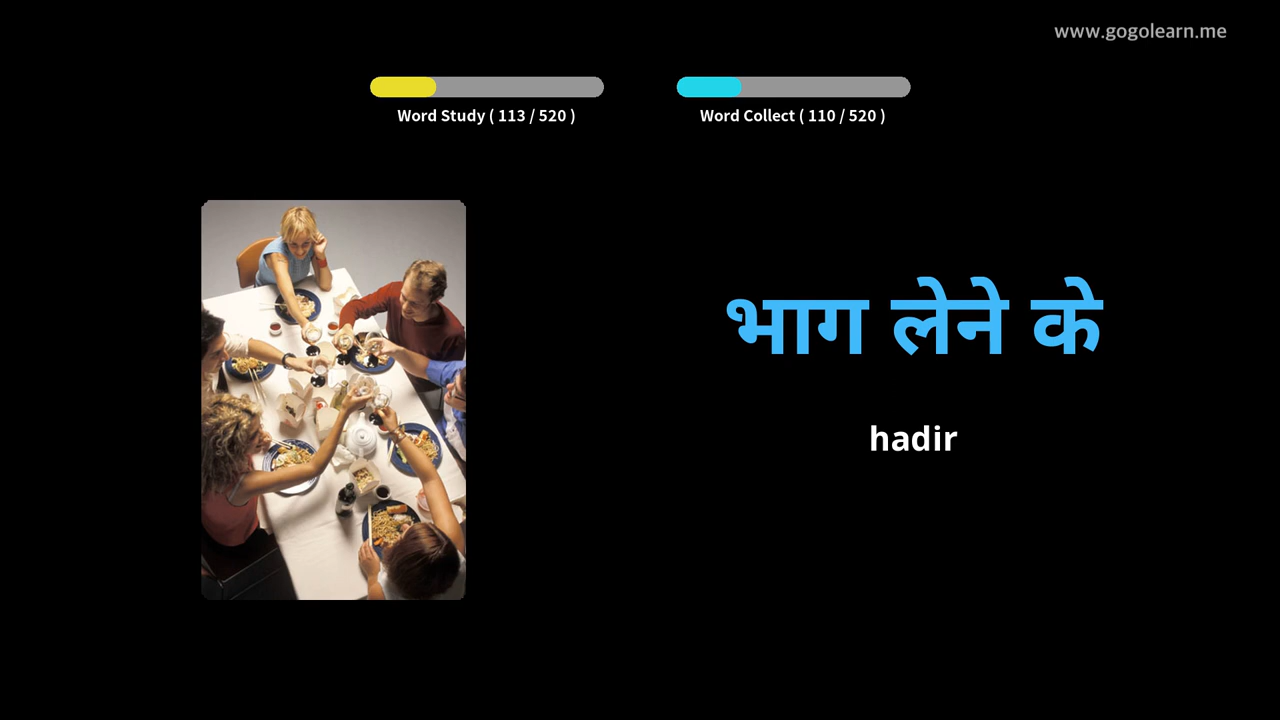 www.gogolearn.me
Word Study ( 113 / 520 )
Word Collect ( 110 / 520 )
भाग लेने के
hadir